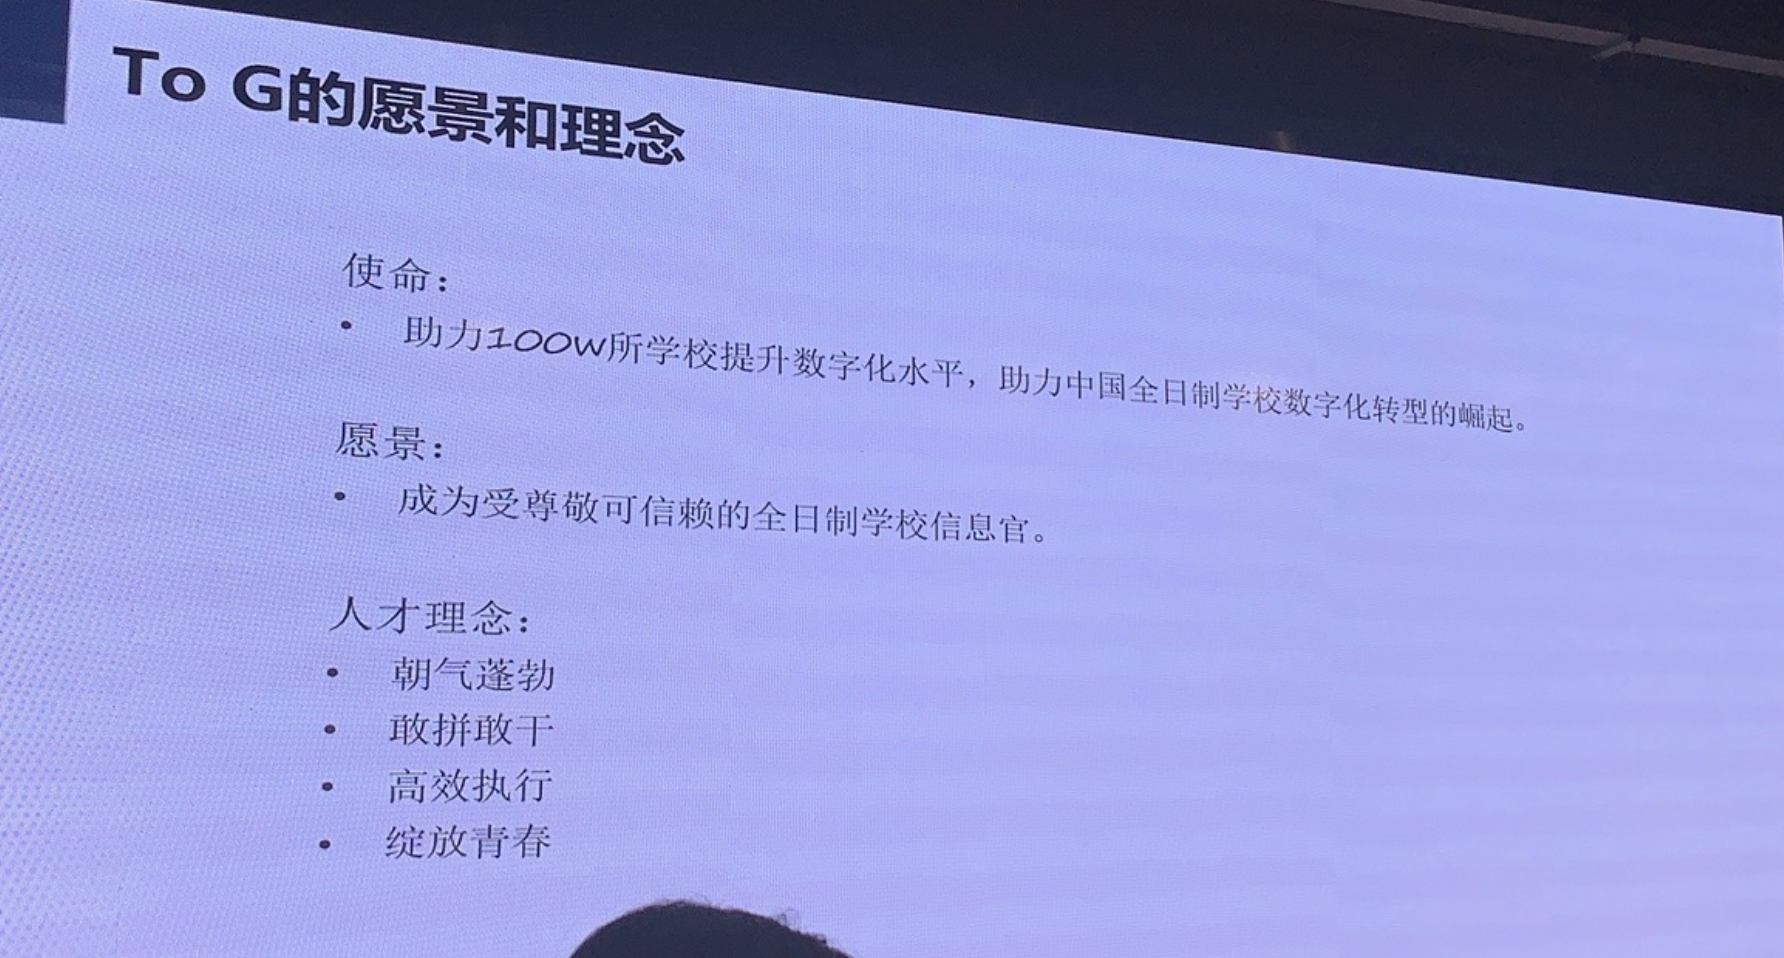 To G的愿景和理念
使命：
• 助力100W所学校提升数字化水平，助力中国全日制学校数字化转型的崛起。
愿景：
• 成为受尊敬可信赖的全日制学校信息官。
人才理念：
• 朝气蓬勃
• 敢拼敢干
• 高效执行
• 绽放青春